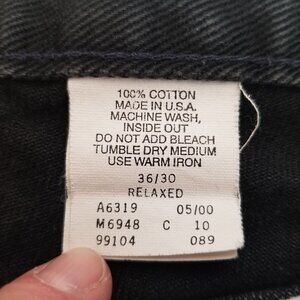 100% COTTON
MADE IN U.S.A.
MACHINE WASH,
INSIDE OUT
DO NOT ADD BLEACH
TUMBLE DRY MEDIUM
USE WARM IRON
36/30
RELAXED
A6319 05/00
M6948 C 10
99104 089